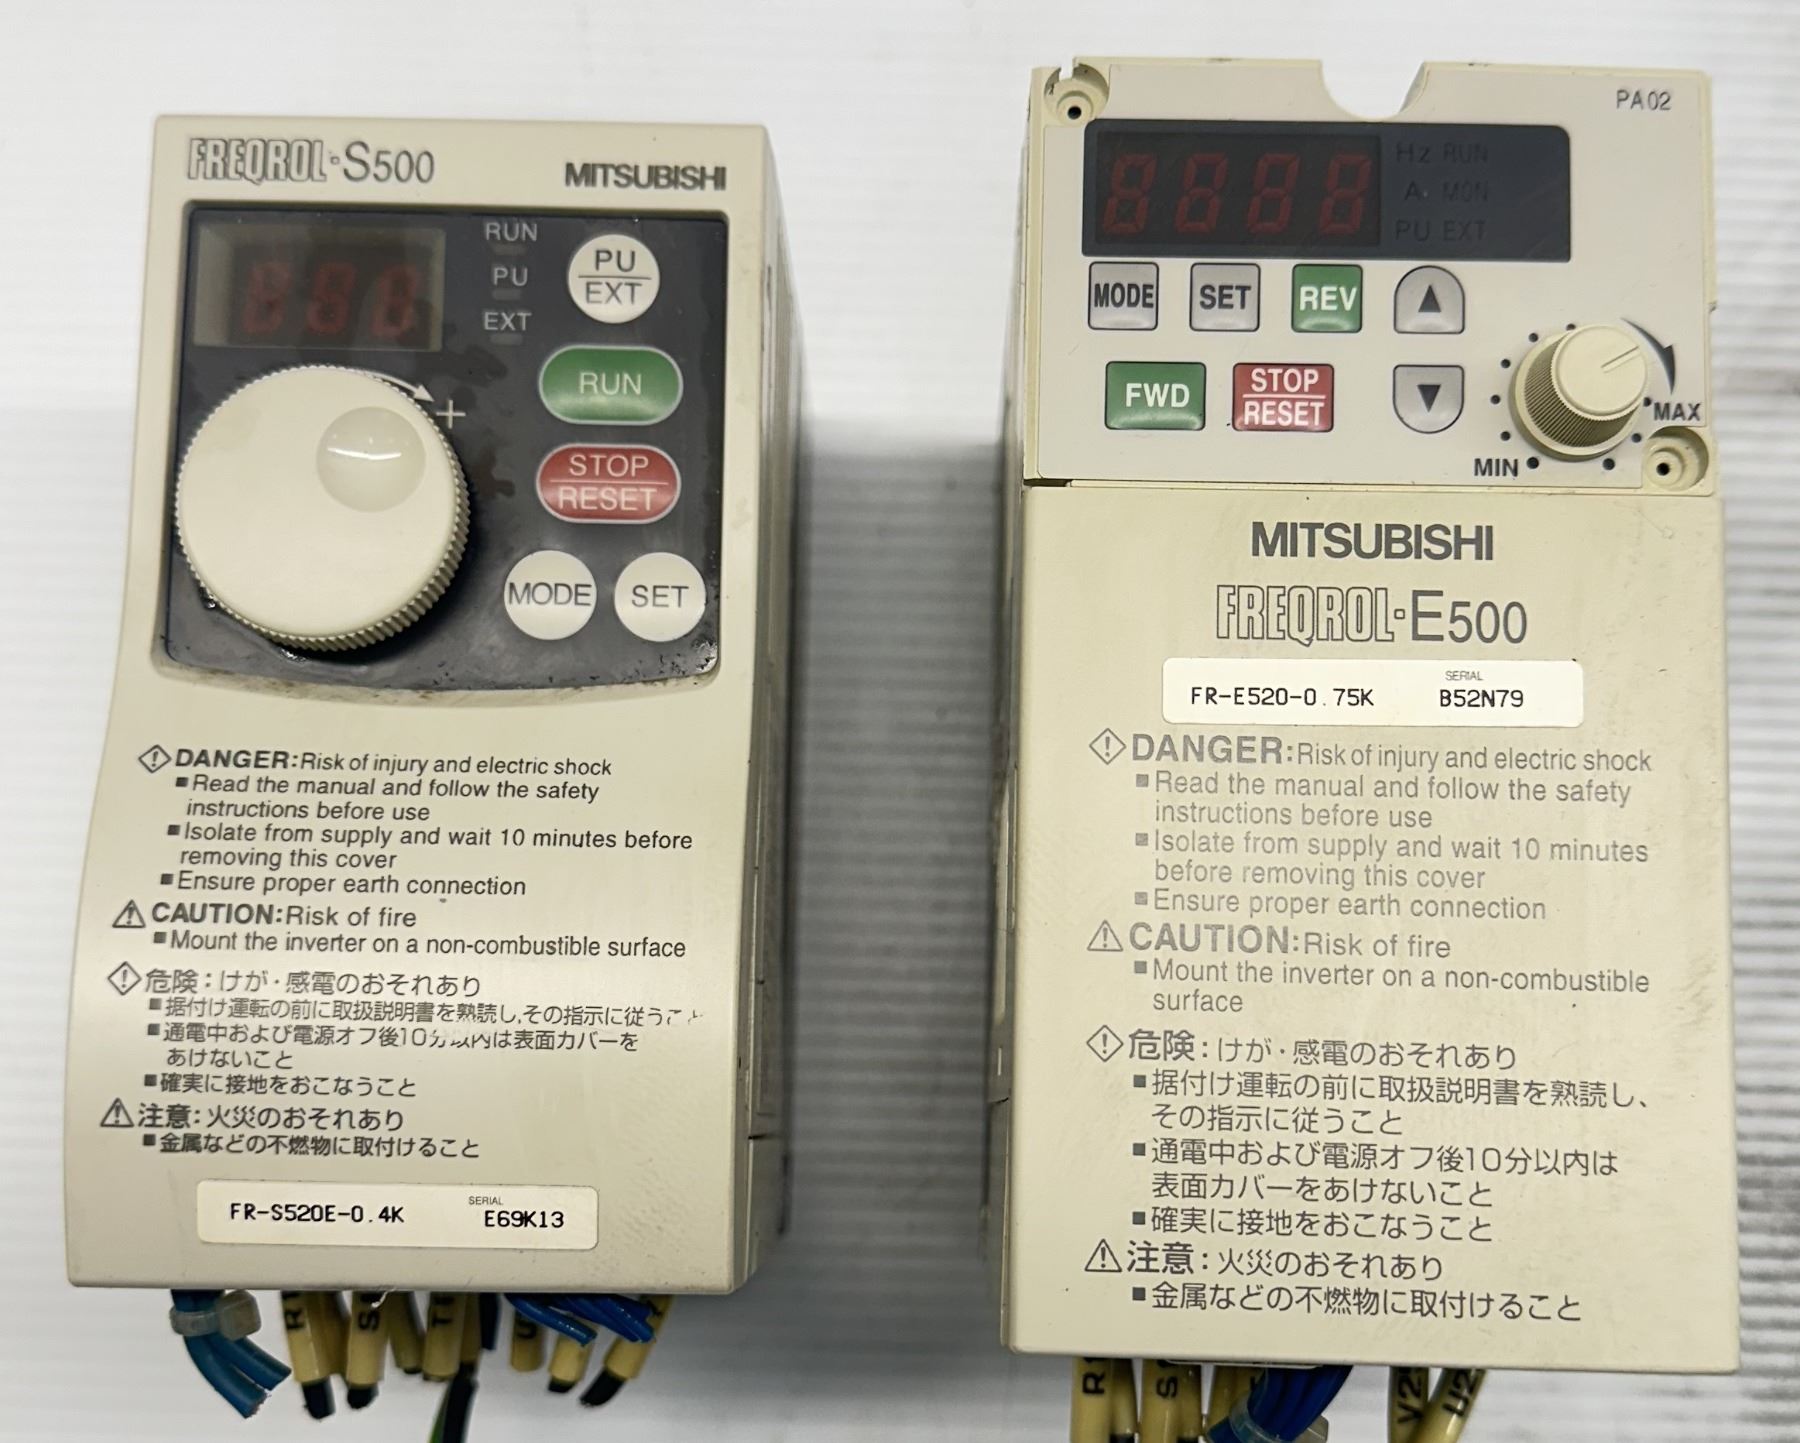 FREQROL-S500
MITSUBISHI
RUN
PU
EXT
PU
EXT
RUN
STOP
RESET
MODE
SET
+
DANGER:Risk of injury and electric shock
Read the manual and follow the safety
instructions before use
Isolate from supply and wait 10 minutes before
removing this cover
Ensure proper earth connection
CAUTION:Risk of fire
Mount the inverter on a non-combustible surface
危険:けが・感電のおそれあり
据付け運転の前に取扱説明書を熟読し,その指示に従うこと
通電中および電源オフ後10分以内は表面カバーを
あけないこと
確実に接地をおこなうこと
注意:火災のおそれあり
金属などの不燃物に取付けること
FR-S520E-0.4K
SERIAL
E69K13
PA02
Hz RUN
A MON
PU EXT
MODE
SET
REV
FWD
STOP
RESET
MIN
MAX
MITSUBISHI
FREQROL-E500
SERIAL
FR-E520-0.75K B52N79
DANGER:Risk of injury and electric shock
Read the manual and follow the safety
instructions before use
Isolate from supply and wait 10 minutes
before removing this cover
Ensure proper earth connection
CAUTION:Risk of fire
Mount the inverter on a non-combustible
surface
危険:けが・感電のおそれあり
据付け運転の前に取扱説明書を熟読し、
その指示に従うこと
通電中および電源オフ後10分以内は
表面カバーをあけないこと
確実に接地をおこなうこと
注意:火災のおそれあり
金属などの不燃物に取付けること
V2
U2